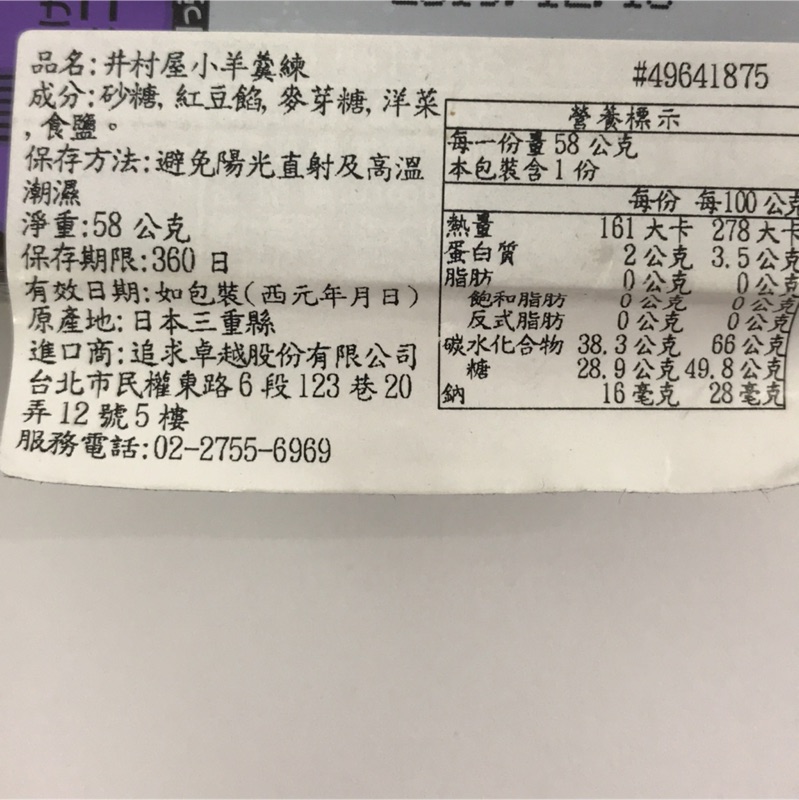 品名:井村屋小羊羹練
#49641875
成分:砂糖, 紅豆餡, 麥芽糖, 洋菜
, 食鹽。
保存方法:避免陽光直射及高溫
潮濕
淨重:58 公克
保存期限:360 日
有效日期:如包裝(西元年月日)
原產地:日本三重縣
進口商:追求卓越股份有限公司
台北市民權東路 6 段 123 巷 20
弄 12 號 5 樓
服務電話:02-2755-6969
營養標示
每一份量 58 公克
本包裝含 1 份
每份 每100 公克
熱量 161 大卡 278 大卡
蛋白質 2 公克 3.5 公克
脂肪 0 公克 0 公克
飽和脂肪 0 公克 0 公克
反式脂肪 0 公克 0 公克
碳水化合物 38.3 公克 66 公克
糖 28.9 公克 49.8 公克
鈉 16 毫克 28 毫克